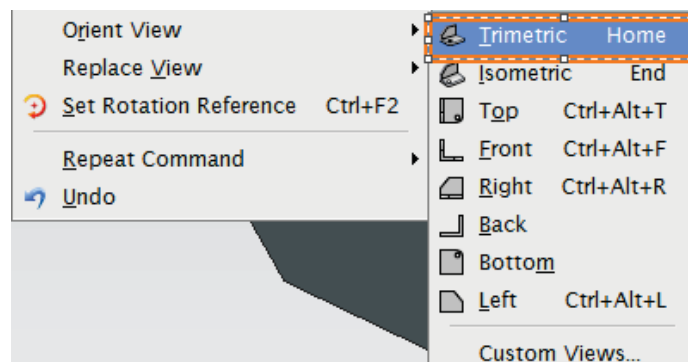 Orient View
Replace View
Set Rotation Reference Ctrl+F2
Repeat Command
Undo
Trimetric Home
Isometric End
Top Ctrl+Alt+T
Front Ctrl+Alt+F
Right Ctrl+Alt+R
Back
Bottom
Left Ctrl+Alt+L
Custom Views...